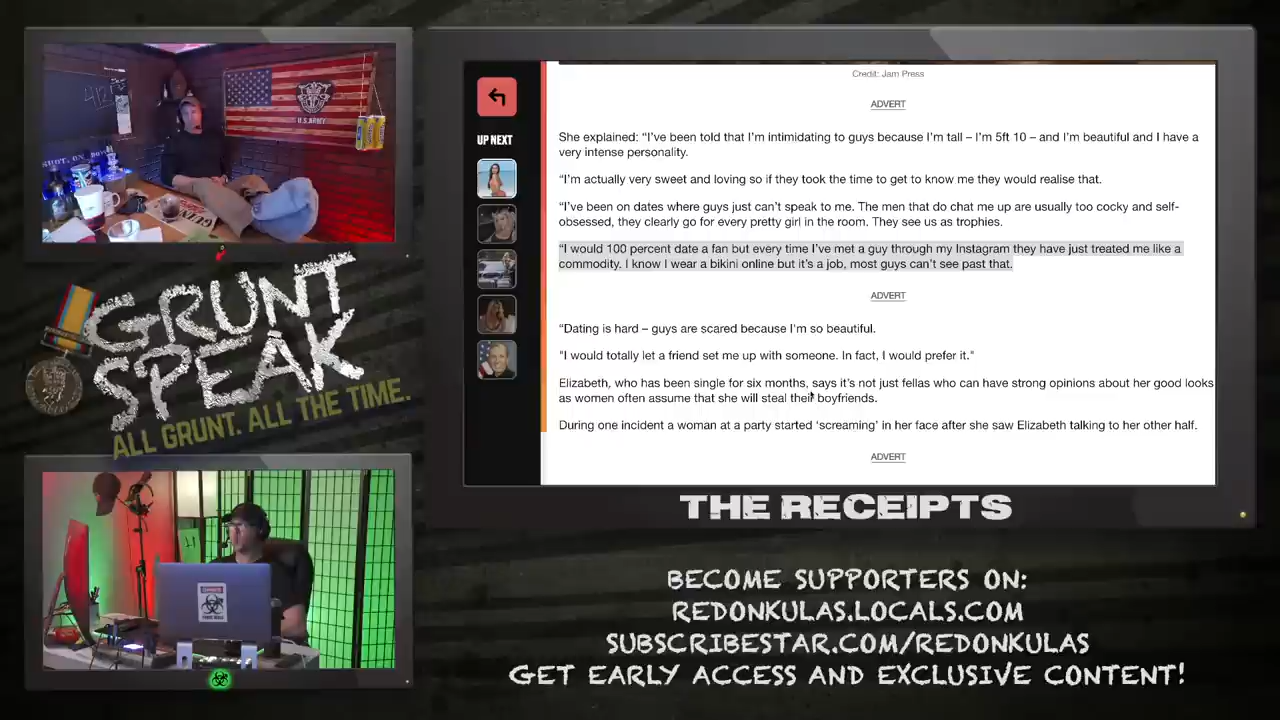 U.S. ARMY
GRUNT
SPEAK
ALL GRUNT. ALL THE TIME.
UP NEXT
Credit: Jam Press
ADVERT
She explained: “I’ve been told that I’m intimidating to guys because I’m tall – I’m 5ft 10 – and I’m beautiful and I have a
very intense personality.
“I’m actually very sweet and loving so if they took the time to get to know me they would realise that.
“I’ve been on dates where guys just can’t speak to me. The men that do chat me up are usually too cocky and self-
obsessed, they clearly go for every pretty girl in the room. They see us as trophies.
“I would 100 percent date a fan but every time I’ve met a guy through my Instagram they have just treated me like a
commodity. I know I wear a bikini online but it’s a job, most guys can’t see past that.
ADVERT
“Dating is hard – guys are scared because I'm so beautiful.
"I would totally let a friend set me up with someone. In fact, I would prefer it."
Elizabeth, who has been single for six months, says it’s not just fellas who can have strong opinions about her good looks
as women often assume that she will steal their boyfriends.
During one incident a woman at a party started ‘screaming’ in her face after she saw Elizabeth talking to her other half.
ADVERT
THE RECEIPTS
BECOME SUPPORTERS ON:
REDONKULAS.LOCALS.COM
SUBSCRIBESTAR.COM/REDONKULAS
GET EARLY ACCESS AND EXCLUSIVE CONTENT!